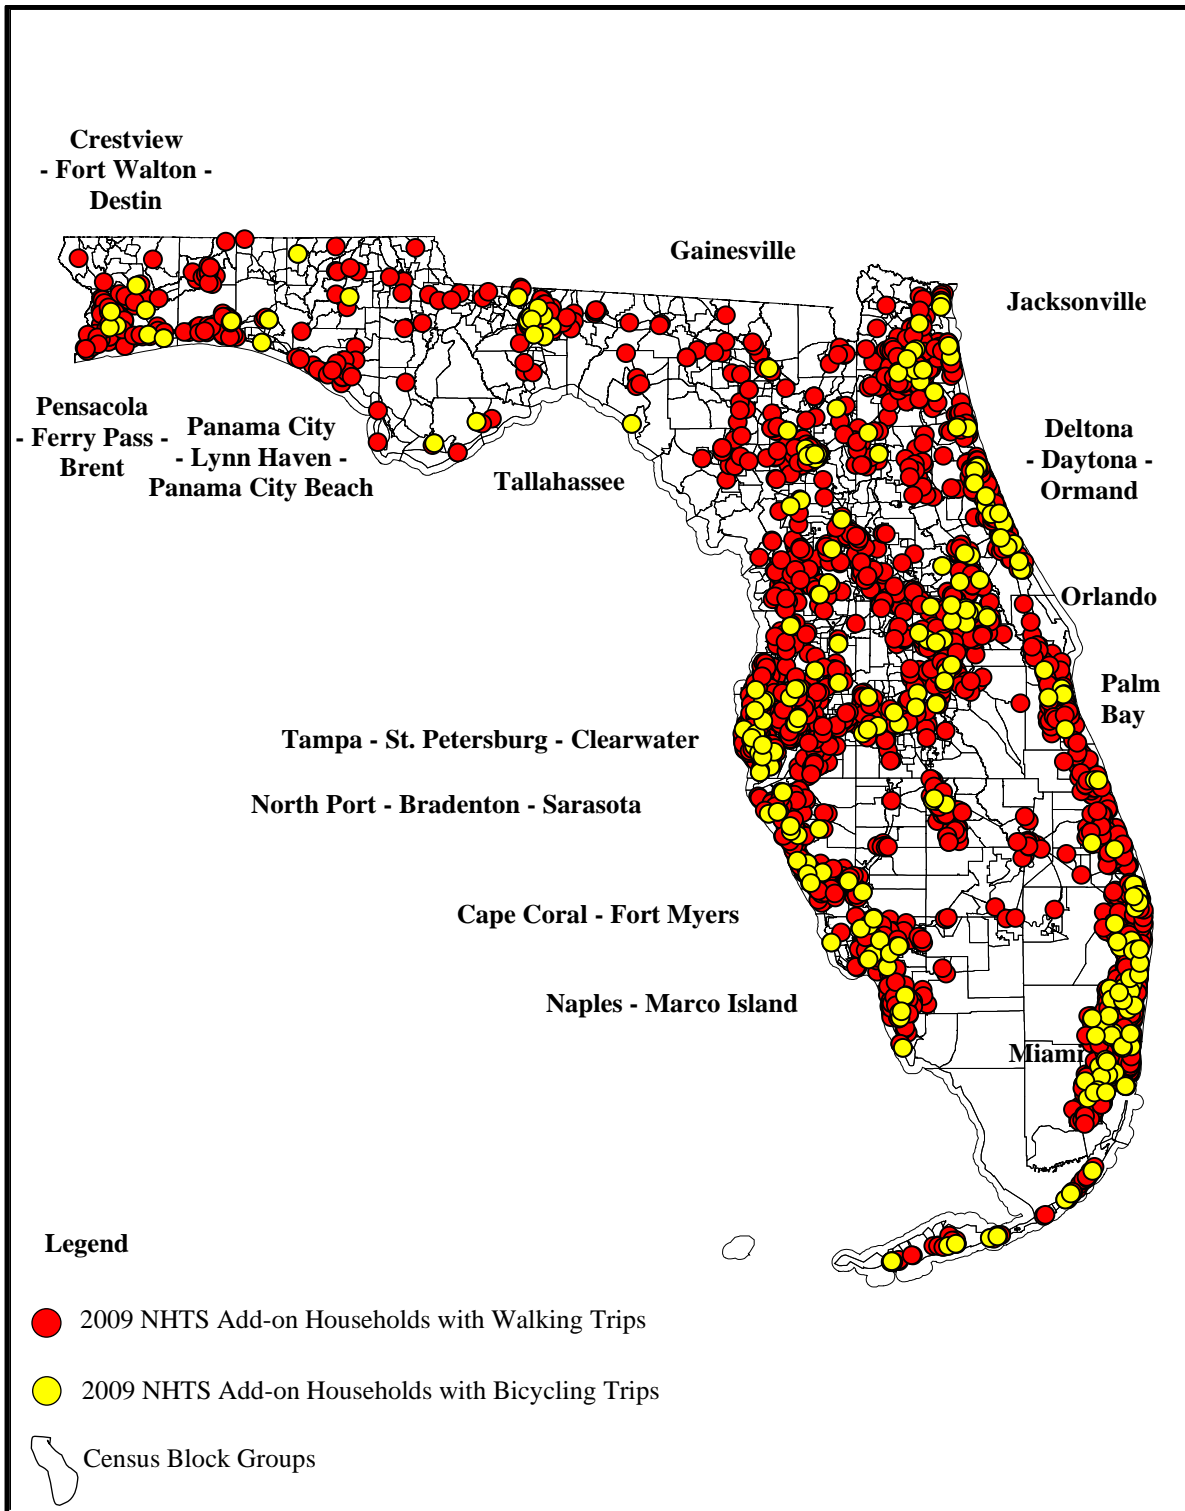 Crestview
- Fort Walton -
Destin
Gainesville
Jacksonville
Pensacola
- Ferry Pass -
Brent
Panama City
- Lynn Haven -
Panama City Beach
Tallahassee
Deltona
- Daytona -
Ormand
Orlando
Palm
Bay
Tampa - St. Petersburg - Clearwater
North Port - Bradenton - Sarasota
Cape Coral - Fort Myers
Naples - Marco Island
Miami
Legend
2009 NHTS Add-on Households with Walking Trips
2009 NHTS Add-on Households with Bicycling Trips
Census Block Groups